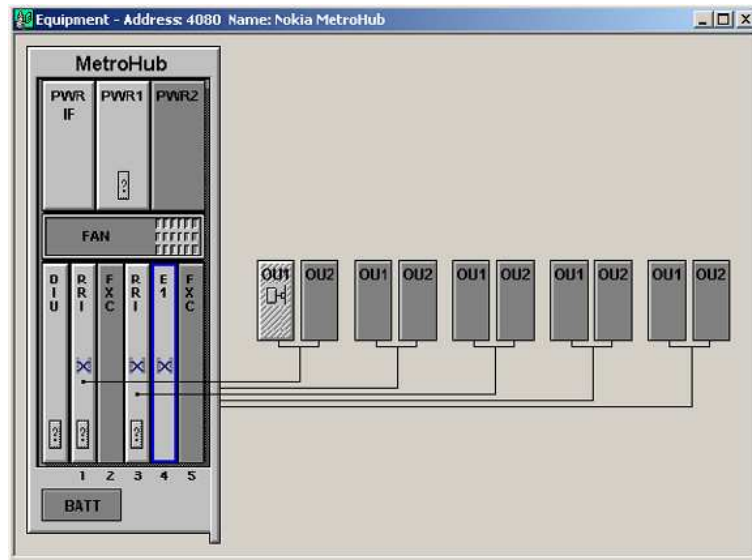 Equipment - Address: 4080 Name: Nokia MetroHub
MetroHub
PWR IF
PWR1
PWR2
FAN
DIU
RRI
FXC
RRI
E1
FXC
OU1 OU2 OU1 OU2 OU1 OU2 OU1 OU2 OU1 OU2
? ? ? ?
1 2 3 4 5
BATT